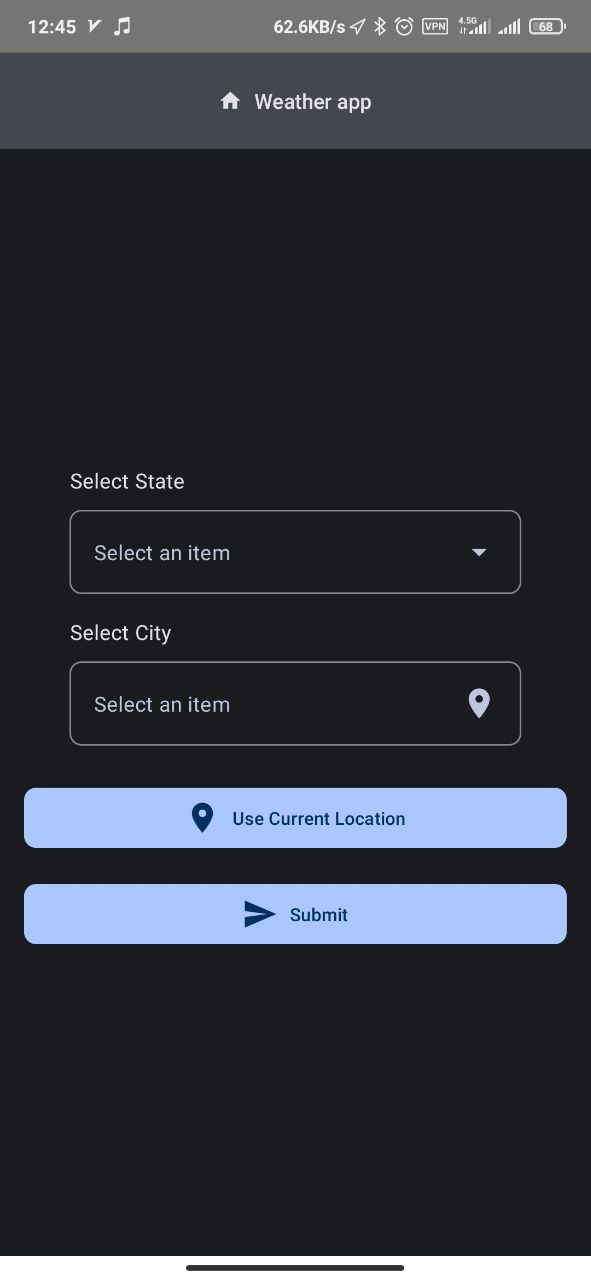 12:45 62.6KB/s VPN 4.5G 68
Weather app
Select State
Select an item
Select City
Select an item
Use Current Location
Submit